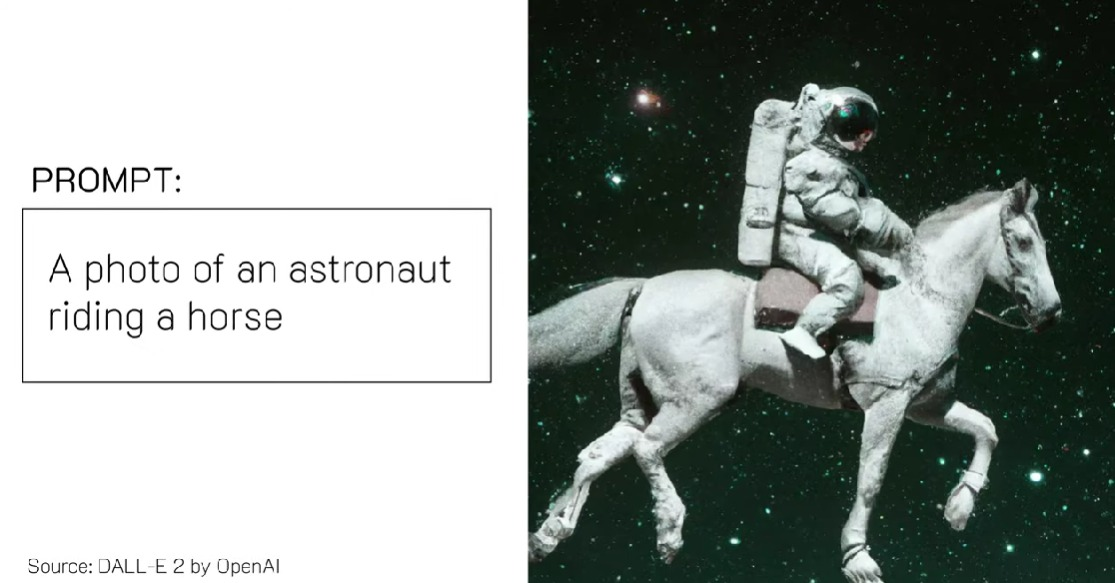 PROMPT:
A photo of an astronaut
riding a horse
Source: DALL-E 2 by OpenAI